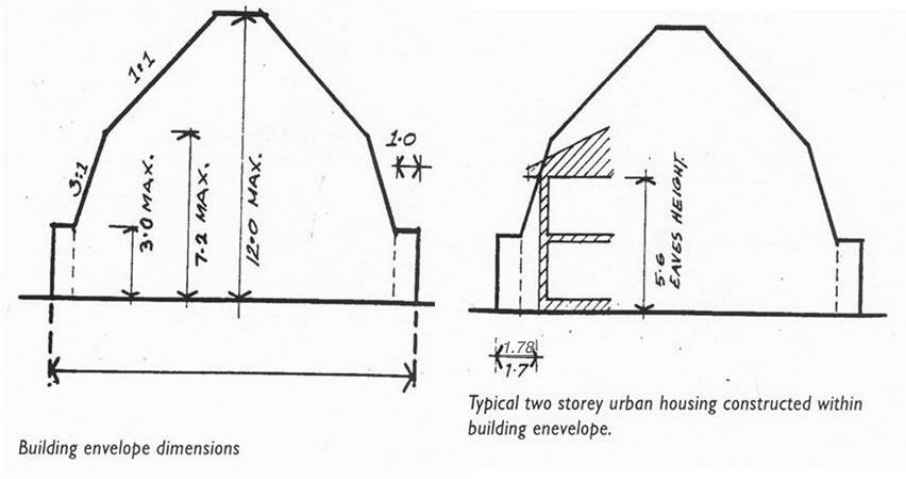 1:1
3:1
3.0 MAX.
7.2 MAX.
12.0 MAX.
1.0
5.6
EAVES HEIGHT.
1.78
1.7
Typical two storey urban housing constructed within
building enevelope.
Building envelope dimensions